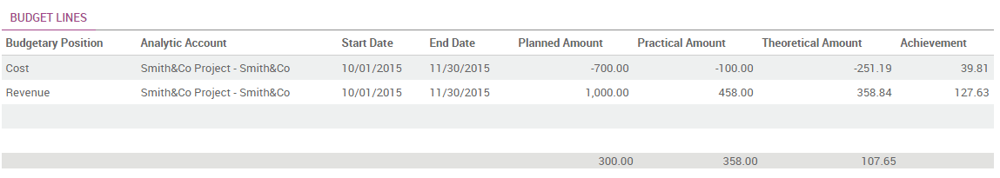 BUDGET LINES
Budgetary Position Analytic Account Start Date End Date Planned Amount Practical Amount Theoretical Amount Achievement
Cost Smith&Co Project - Smith&Co 10/01/2015 11/30/2015 -700.00 -100.00 -251.19 39.81
Revenue Smith&Co Project - Smith&Co 10/01/2015 11/30/2015 1,000.00 458.00 358.84 127.63
300.00 358.00 107.65